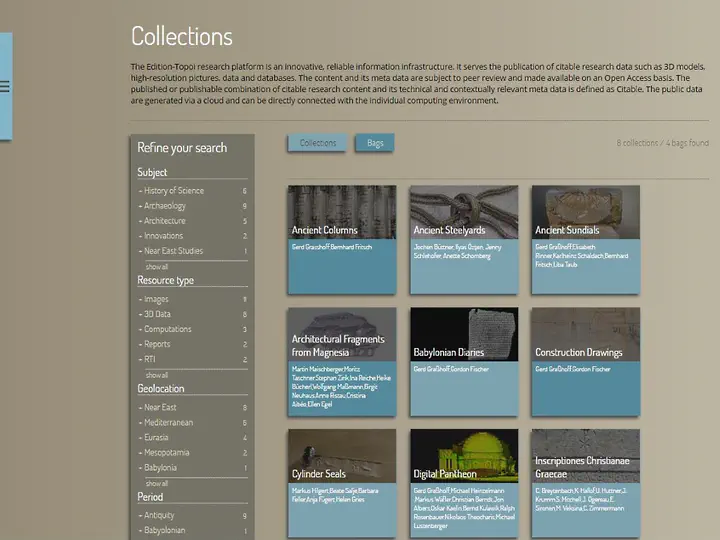 Collections
The Edition-Topoi research platform is an innovative, reliable information infrastructure. It serves the publication of citable research data such as 3D models,
high-resolution pictures, data and databases. The content and its meta data are subject to peer review and made available on an Open Access basis. The
published or publishable combination of citable research content and its technical and contextually relevant meta data is defined as Citable. The public data
are generated via a cloud and can be directly connected with the individual computing environment.
Refine your search
Subject
- History of Science 6
- Archaeology 9
- Architecture 5
- Innovations 2
- Near East Studies 1
show all
Resource type
- Images 9
- 3D Data 8
- Computations 3
- Reports 2
- RTI 2
show all
Geolocation
- Near East 8
- Mediterranean 6
- Eurasia 4
- Mesopotamia 2
- Babylonia 1
show all
Period
- Antiquity 9
- Babylonian 1
Collections Bags 8 collections / 4 bags found
Ancient Columns
Gerd Grasshoff,Bernhard Fritsch
Ancient Steelyards
Jochen Büttner, Ilyas Özşen, Jenny
Schlehofer, Anette Schomberg
Ancient Sundials
Gerd Graßhoff,Elisabeth
Rinner,Karlheinz Schaldach,Bernhard
Fritsch,Liba Taub
Architectural Fragments
from Magnesia
Martin Maischberger,Moritz
Taschner,Stephan Zink,Ina Reiche,Heike
Bücherl,Wolfgang Maßmann,Birgit
Neuhaus,Anna Ristau,Cristina
Aibéo,Ellen Egel
Babylonian Diaries
Gerd Graßhoff,Gordon Fischer
Construction Drawings
Gerd Graßhoff,Gordon Fischer
Cylinder Seals
Markus Hilgert,Beate Salje,Barbara
Feller,Anja Fügert,Helen Gries
Digital Pantheon
Gerd Graßhoff, Michael Heinzelmann
,Markus Wäfler,Christian Berndt,Jon
Albers,Oskar Kaelin,Bernd Kulawik,Ralph
Rosenbauer,Nikolaos Theocharis,Michael
Lustenberger
Inscriptiones Christianae
Graecae
C. Breytenbach,K. Hallof,U. Huttner,J.
Krumm,S. Mitchell,J. Ogereau,E.
Sironen,M. Veksina,C. Zimmermann